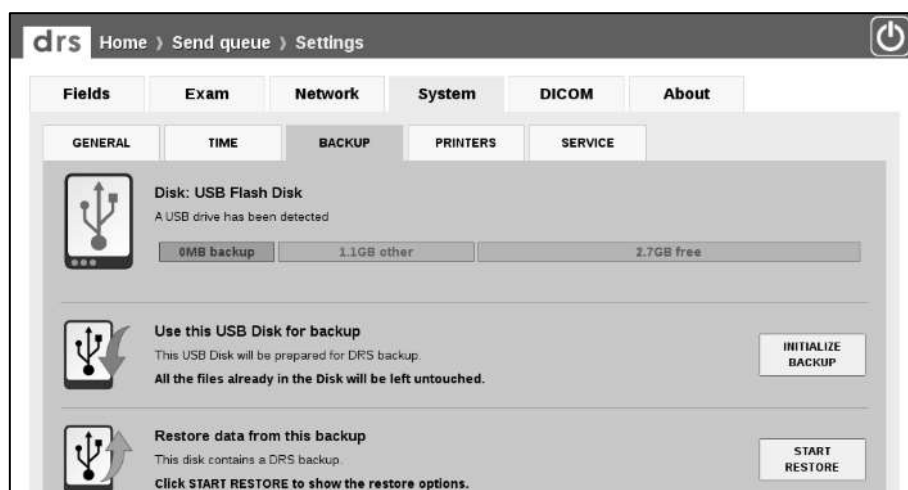 drs Home ⟩ Send queue ⟩ Settings
Fields Exam Network System DICOM About
GENERAL TIME BACKUP PRINTERS SERVICE
Disk: USB Flash Disk
A USB drive has been detected
0MB backup 1.1GB other 2.7GB free
Use this USB Disk for backup
This USB Disk will be prepared for DRS backup.
All the files already in the Disk will be left untouched.
INITIALIZE
BACKUP
Restore data from this backup
This disk contains a DRS backup.
Click START RESTORE to show the restore options.
START
RESTORE